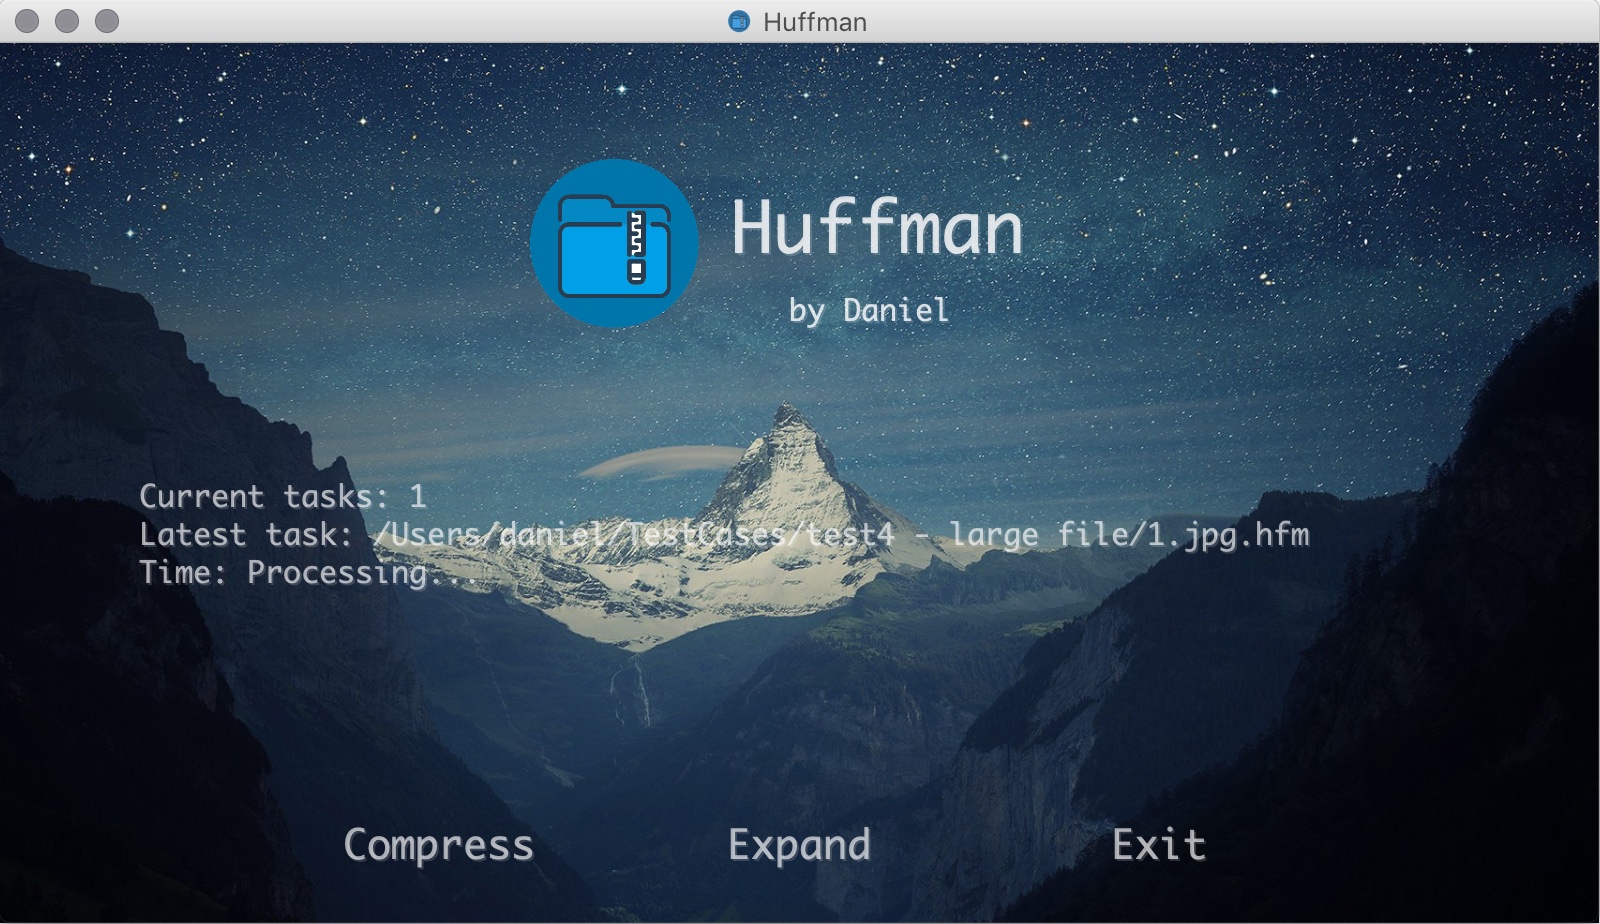 Huffman
Huffman
by Daniel
Current tasks: 1
Latest task: /Users/daniel/TestCases/test4 - large file/1.jpg.hfm
Time: Processing...
Compress Expand Exit